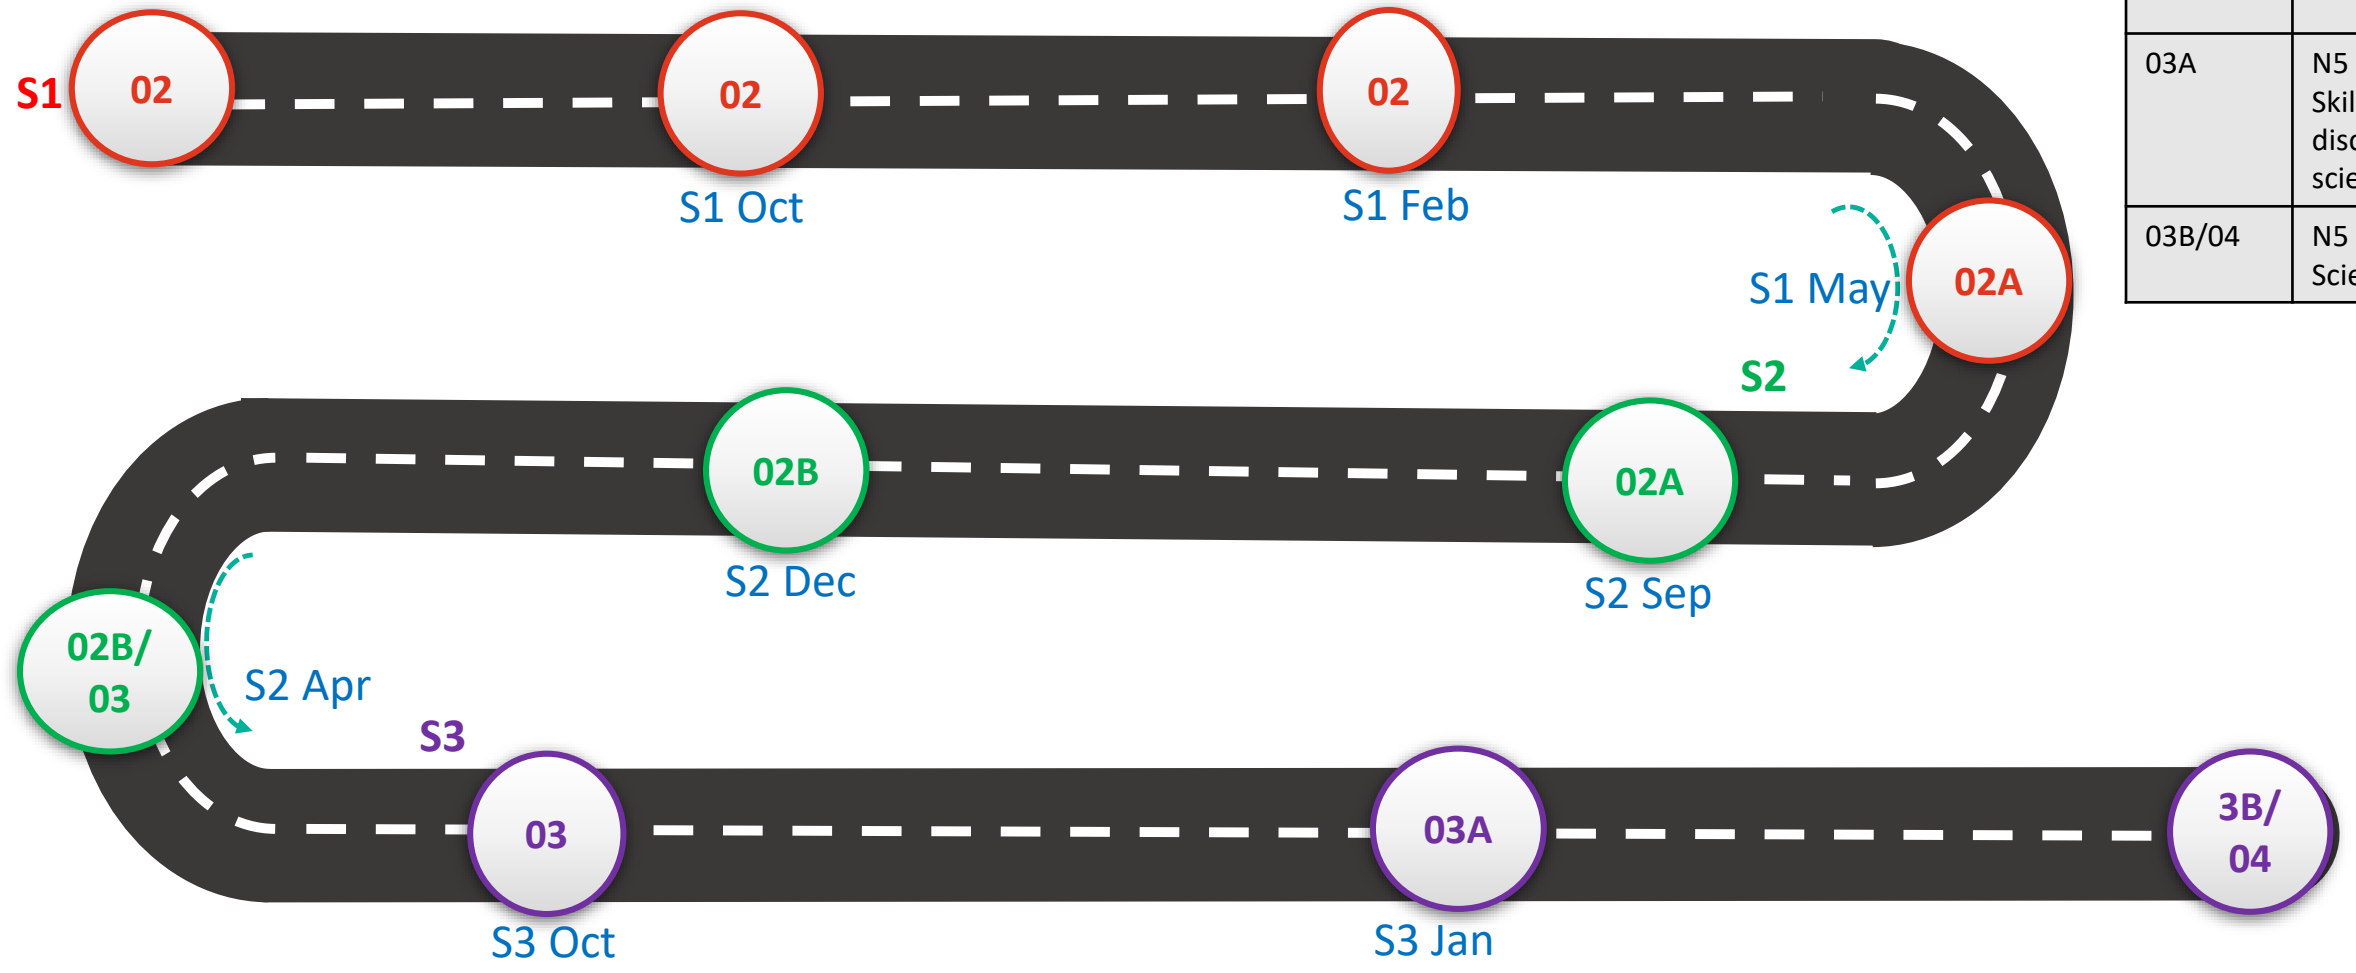 S1
02
02
02
S1 Oct
S1 Feb
02A
S1 May
S2
02A
S2 Sep
02B
S2 Dec
02B/
03
S2 Apr
S3
03
S3 Oct
03A
S3 Jan
3B/
04
03A
N5
03B/04
N5